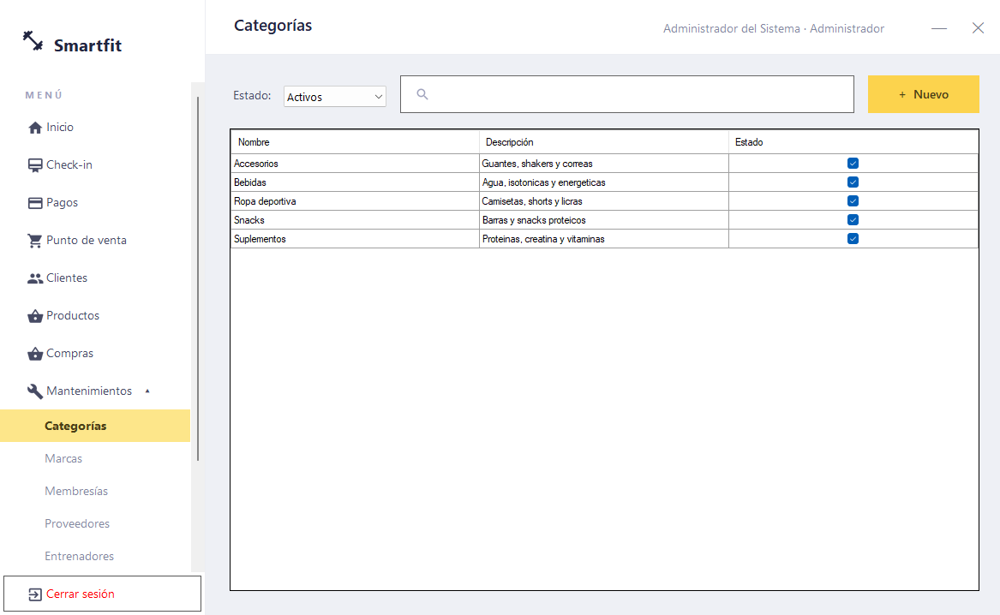 Smartfit
MENÚ
Inicio
Check-in
Pagos
Punto de venta
Clientes
Productos
Compras
Mantenimientos
Categorías
Marcas
Membresías
Proveedores
Entrenadores
Cerrar sesión
Categorías
Administrador del Sistema · Administrador
Estado: Activos
+ Nuevo
Nombre Descripción Estado
Accesorios Guantes, shakers y correas
Bebidas Agua, isotonicas y energeticas
Ropa deportiva Camisetas, shorts y licras
Snacks Barras y snacks proteicos
Suplementos Proteinas, creatina y vitaminas